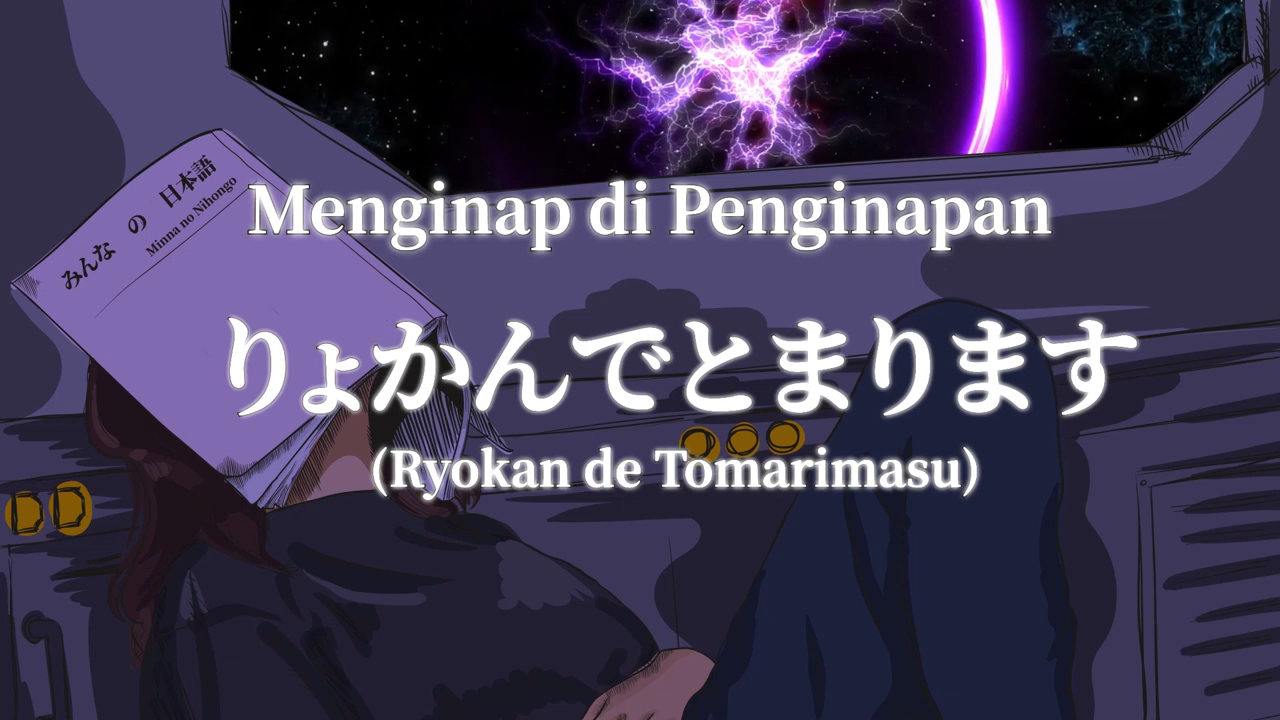 みんな の 日本語
Minna no Nihongo
Menginap di Penginapan
りょかんでとまります
(Ryokan de Tomarimasu)